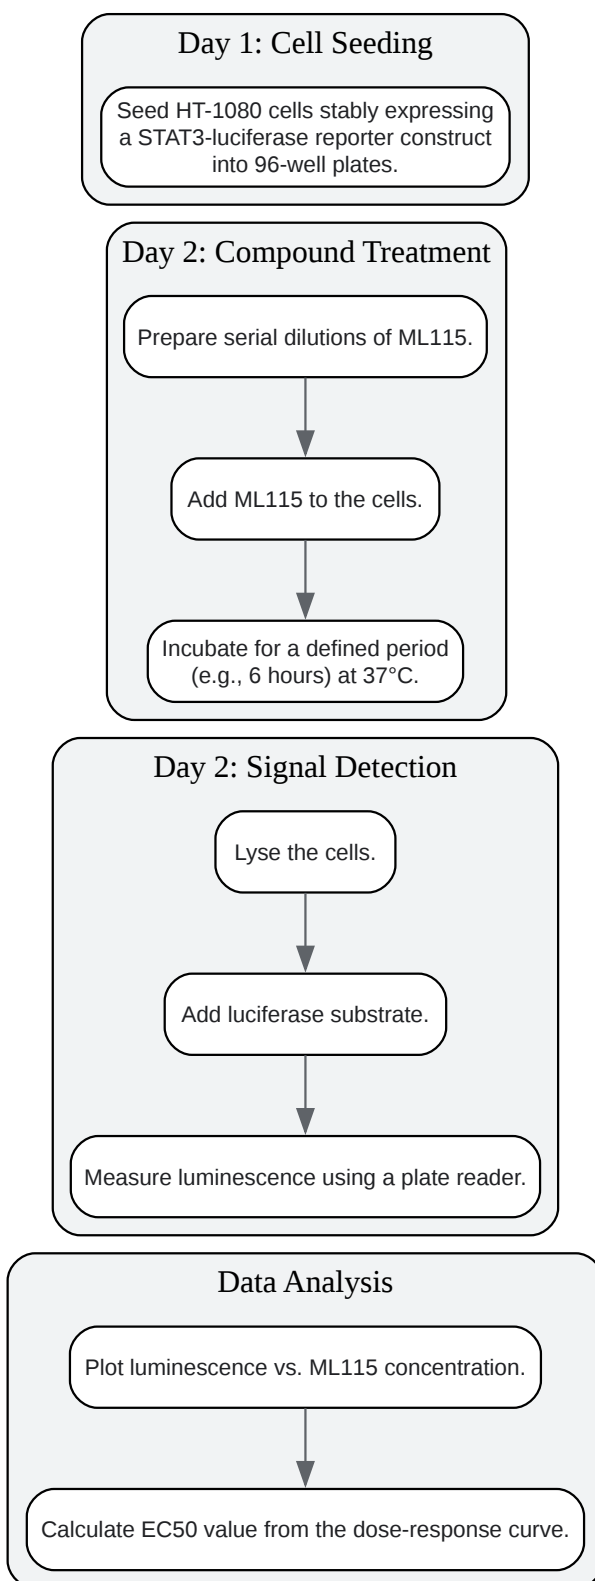 Day 1: Cell Seeding
Seed HT-1080 cells stably expressing
a STAT3-luciferase reporter construct
into 96-well plates.
Day 2: Compound Treatment
Prepare serial dilutions of ML115.
Add ML115 to the cells.
Incubate for a defined period
(e.g., 6 hours) at 37°C.
Day 2: Signal Detection
Lyse the cells.
Add luciferase substrate.
Measure luminescence using a plate reader.
Data Analysis
Plot luminescence vs. ML115 concentration.
Calculate EC50 value from the dose-response curve.